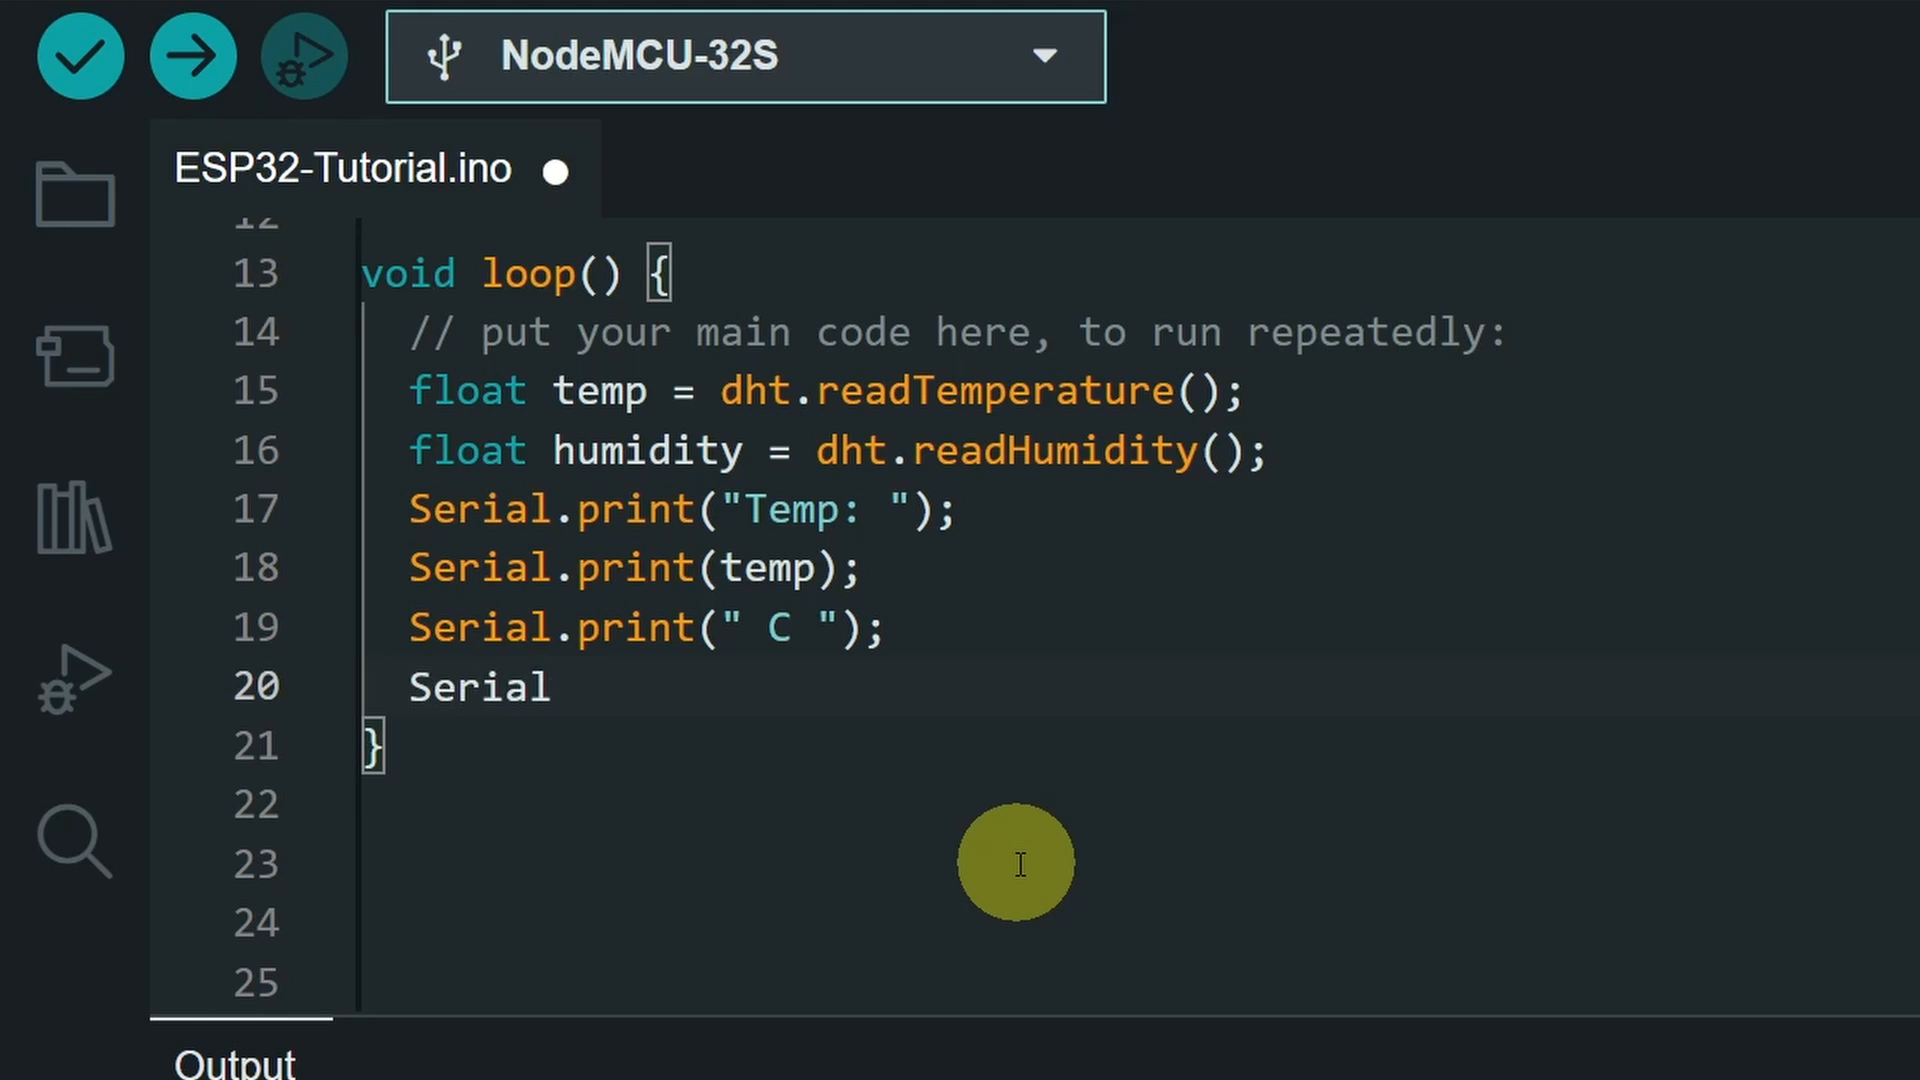 NodeMCU-32S
ESP32-Tutorial.ino
12
13 void loop() {
14 // put your main code here, to run repeatedly:
15 float temp = dht.readTemperature();
16 float humidity = dht.readHumidity();
17 Serial.print("Temp: ");
18 Serial.print(temp);
19 Serial.print(" C ");
20 Serial
21 }
22
23
24
25
Output